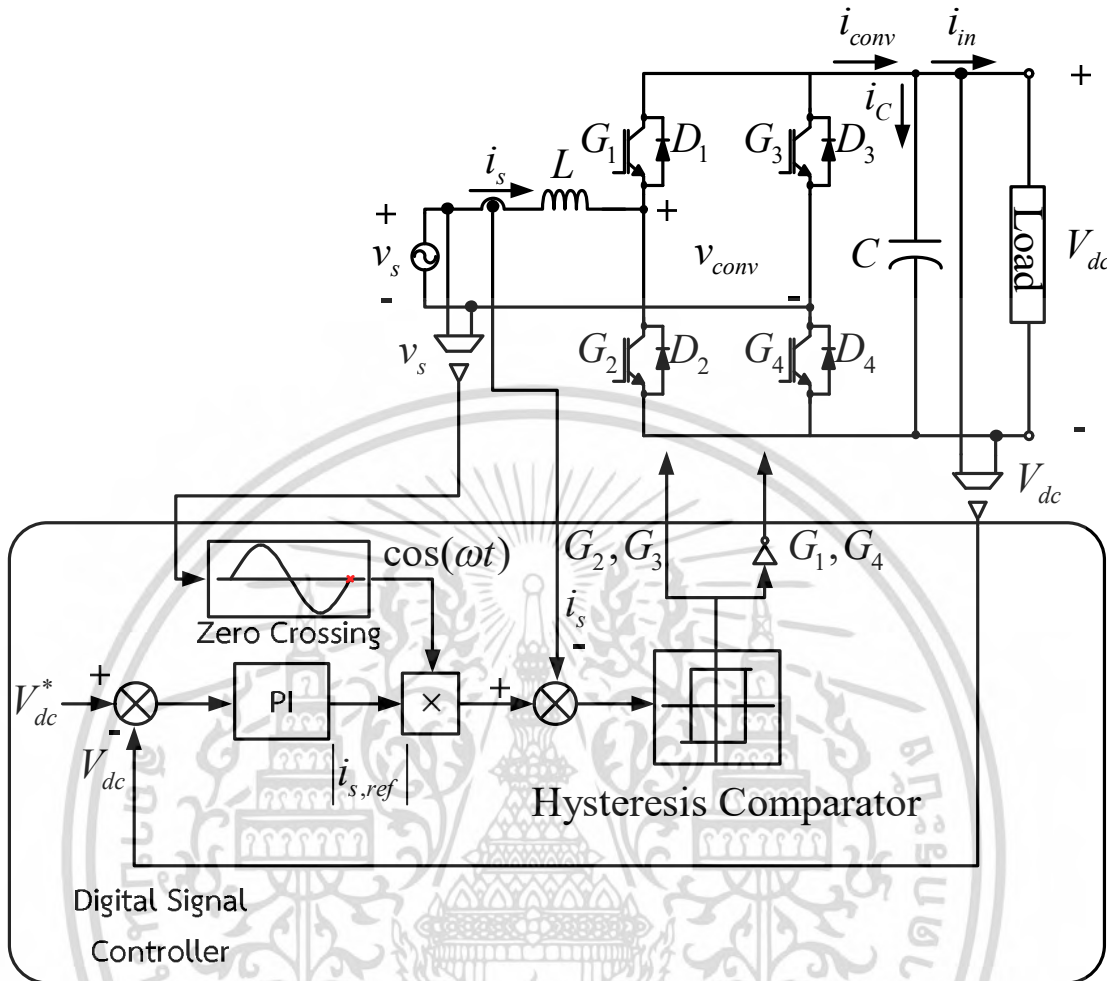 i_conv
i_in
+
i_C
G_1
D_1
G_3
D_3
i_s
L
+
+
v_s
v_conv
C
Load
V_dc
-
-
G_2
D_2
G_4
D_4
v_s
-
V_dc
cos(ωt)
G_2, G_3
G_1, G_4
Zero Crossing
i_s
-
+
V*_dc
PI
×
+
-
V_dc
|i_s,ref|
Hysteresis Comparator
Digital Signal
Controller